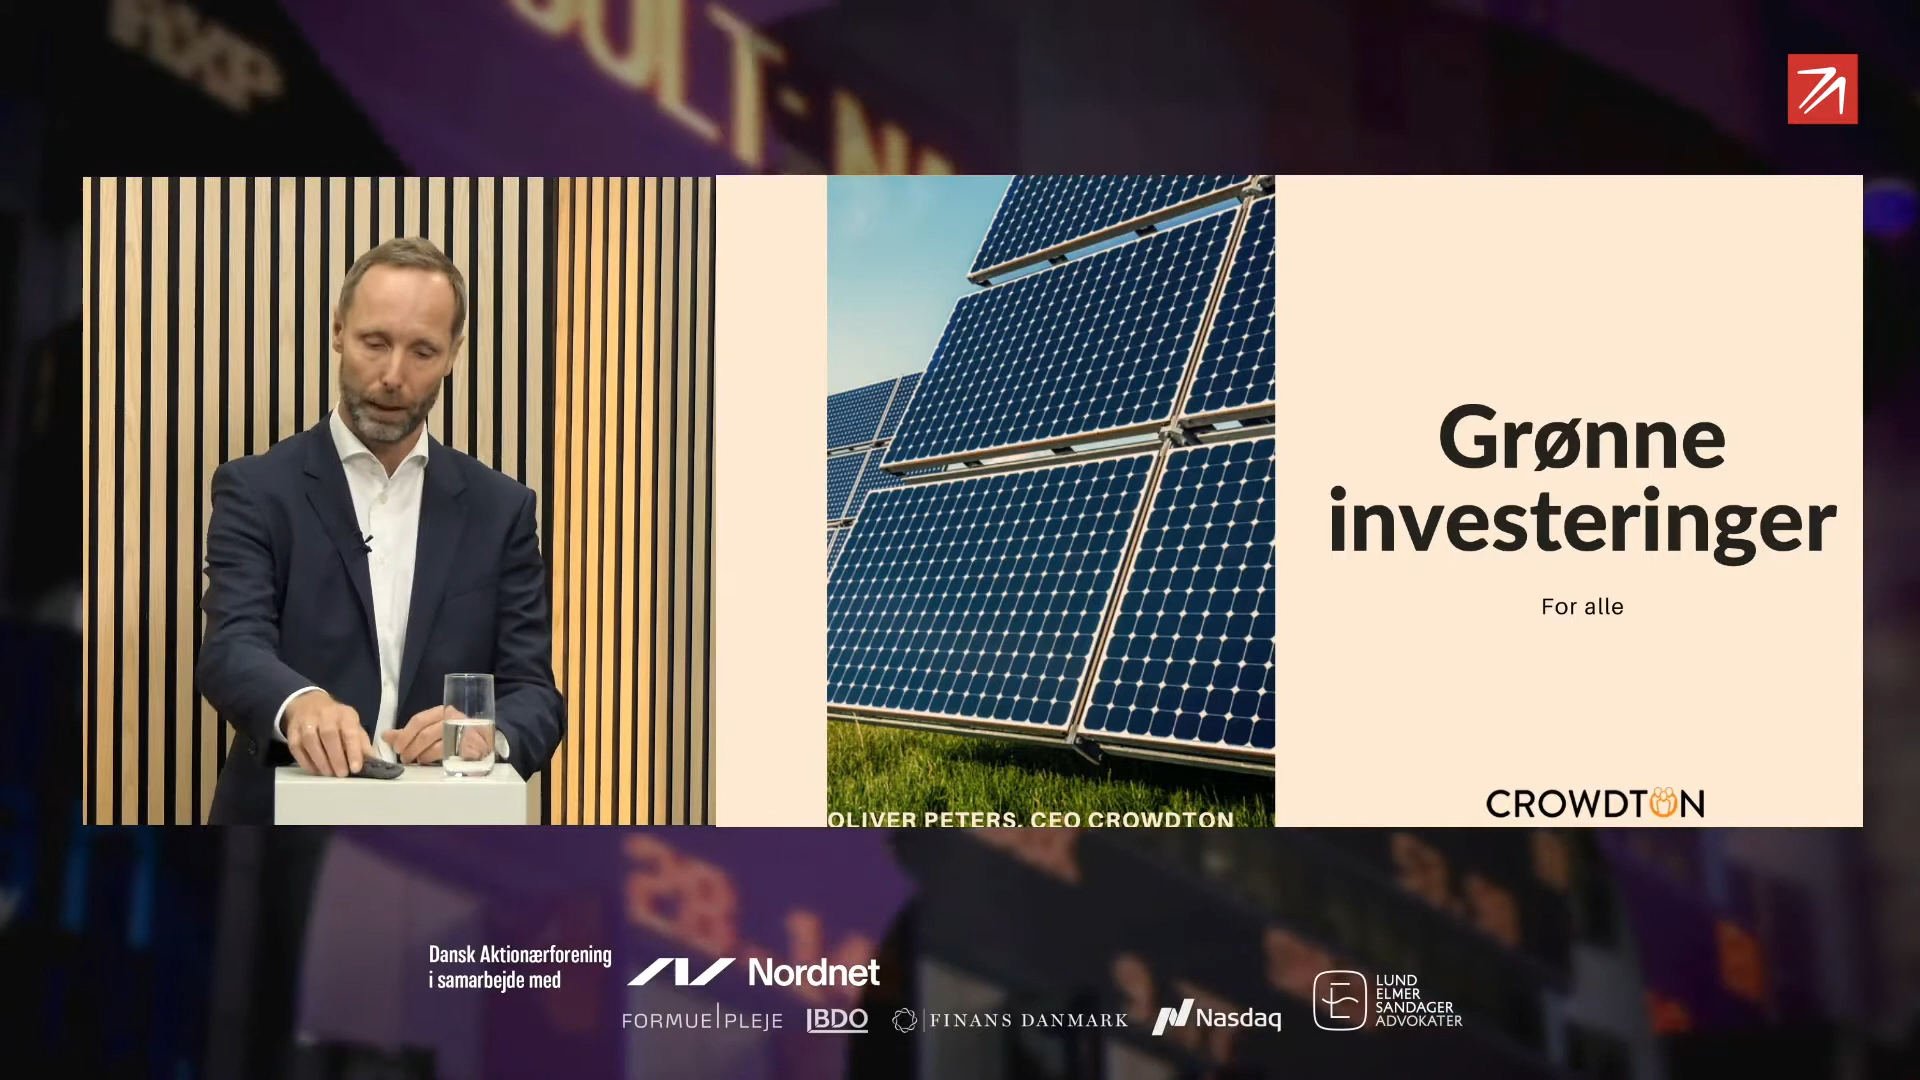 Grønne
investeringer
For alle
OLIVER PETERS, CEO CROWDTON
CROWDTON
Dansk Aktionærforening
i samarbejde med
Nordnet
FORMUE|PLEJE
BDO
FINANS DANMARK
Nasdaq
LUND
ELMER
SANDAGER
ADVOKATER